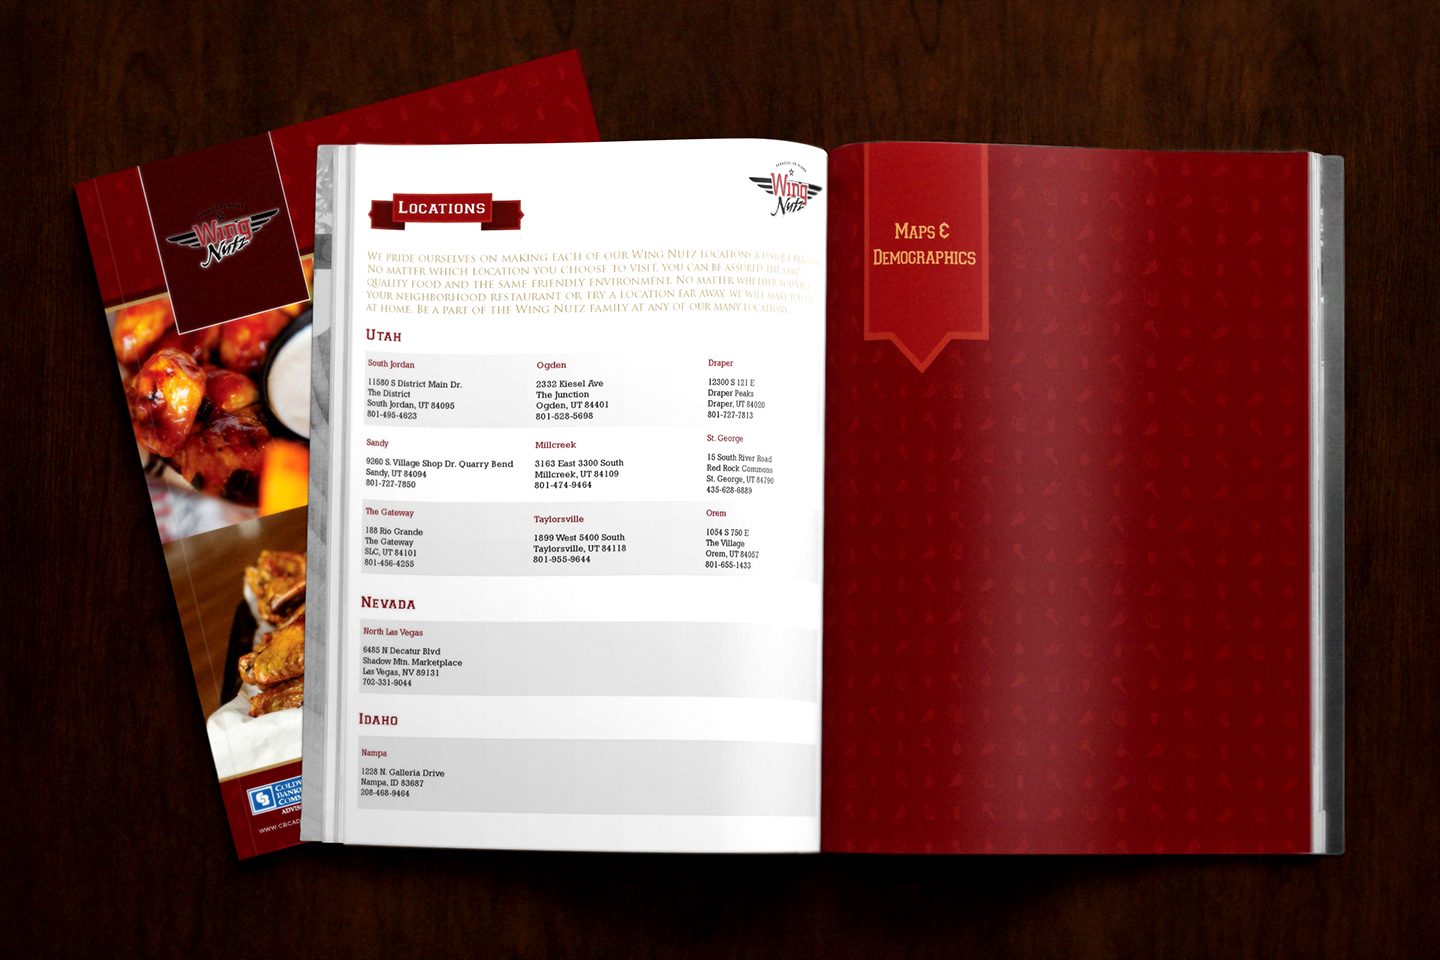 Wing
Nutz
COLDW
BANK
COMM
ADVIS
WWW.CBCAD
PARADISE ON WINGS
Wing
Nutz
LOCATIONS
WE PRIDE OURSELVES ON MAKING EACH OF OUR WING NUTZ LOCATIONS A
NO MATTER WHICH LOCATION YOU CHOOSE TO VISIT, YOU CAN BE ASSURED THE SAME
QUALITY FOOD AND THE SAME FRIENDLY ENVIRONMENT. NO MATTER WHETHER YOU
YOUR NEIGHBORHOOD RESTAURANT OR TRY A LOCATION FAR AWAY, WE WILL MAKE YOU
AT HOME. BE A PART OF THE WING NUTZ FAMILY AT ANY OF OUR MANY LOCATIONS.
UTAH
South Jordan
11580 S District Main Dr.
The District
South Jordan, UT 84095
801-495-4623
Ogden
2332 Kiesel Ave
The Junction
Ogden, UT 84401
801-528-5698
Draper
12300 S 121 E
Draper Peaks
Draper, UT 84020
801-727-7813
Sandy
9260 S. Village Shop Dr. Quarry Bend
Sandy, UT 84094
801-727-7850
Millcreek
3163 East 3300 South
Millcreek, UT 84109
801-474-9464
St. George
15 South River Road
Red Rock Commons
St. George, UT 84790
435-628-6889
The Gateway
188 Rio Grande
The Gateway
SLC, UT 84101
801-456-4255
Taylorsville
1899 West 5400 South
Taylorsville, UT 84118
801-955-9644
Orem
1054 S 750 E
The Village
Orem, UT 84057
801-655-1433
NEVADA
North Las Vegas
6485 N Decatur Blvd
Shadow Mtn. Marketplace
Las Vegas, NV 89131
702-331-9044
IDAHO
Nampa
1228 N. Galleria Drive
Nampa, ID 83687
208-468-9464
MAPS &
DEMOGRAPHICS